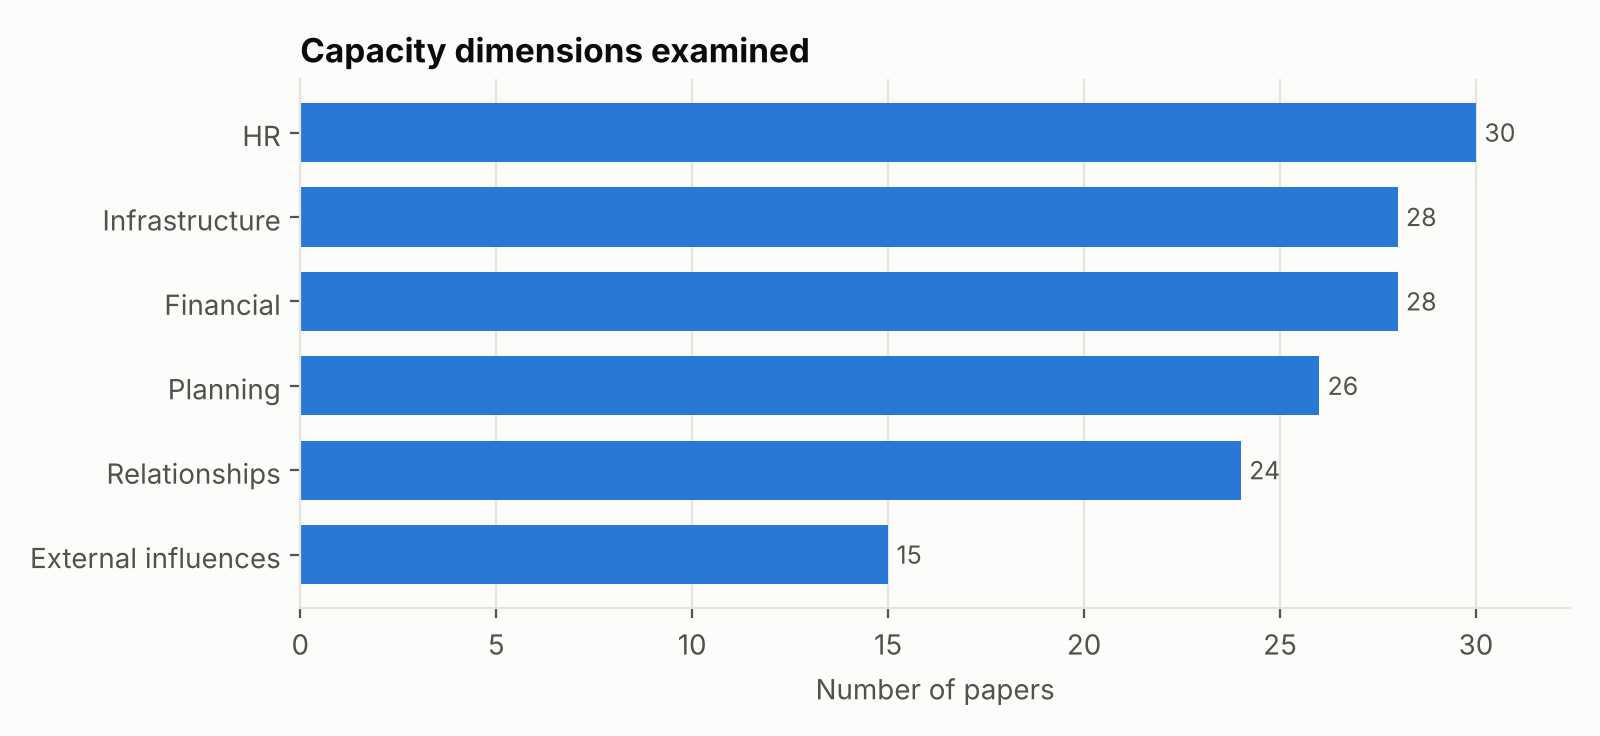 Capacity dimensions examined
HR
30
Infrastructure
28
Financial
28
Planning
26
Relationships
24
External influences
15
0 5 10 15 20 25 30
Number of papers